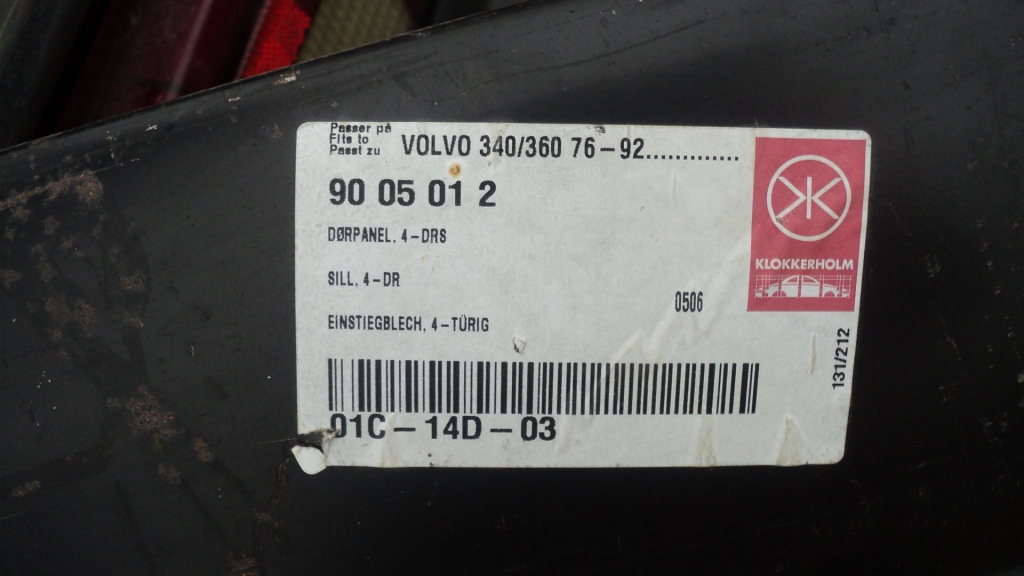 Passer på
Fits to
Passt zu
VOLVO 340/360 76-92.............
90 05 01 2
DØRPANEL, 4-DRS
SILL, 4-DR
0506
EINSTIEGBLECH, 4-TÜRIG
01C-14D-03
KLOKKERHOLM
131/212